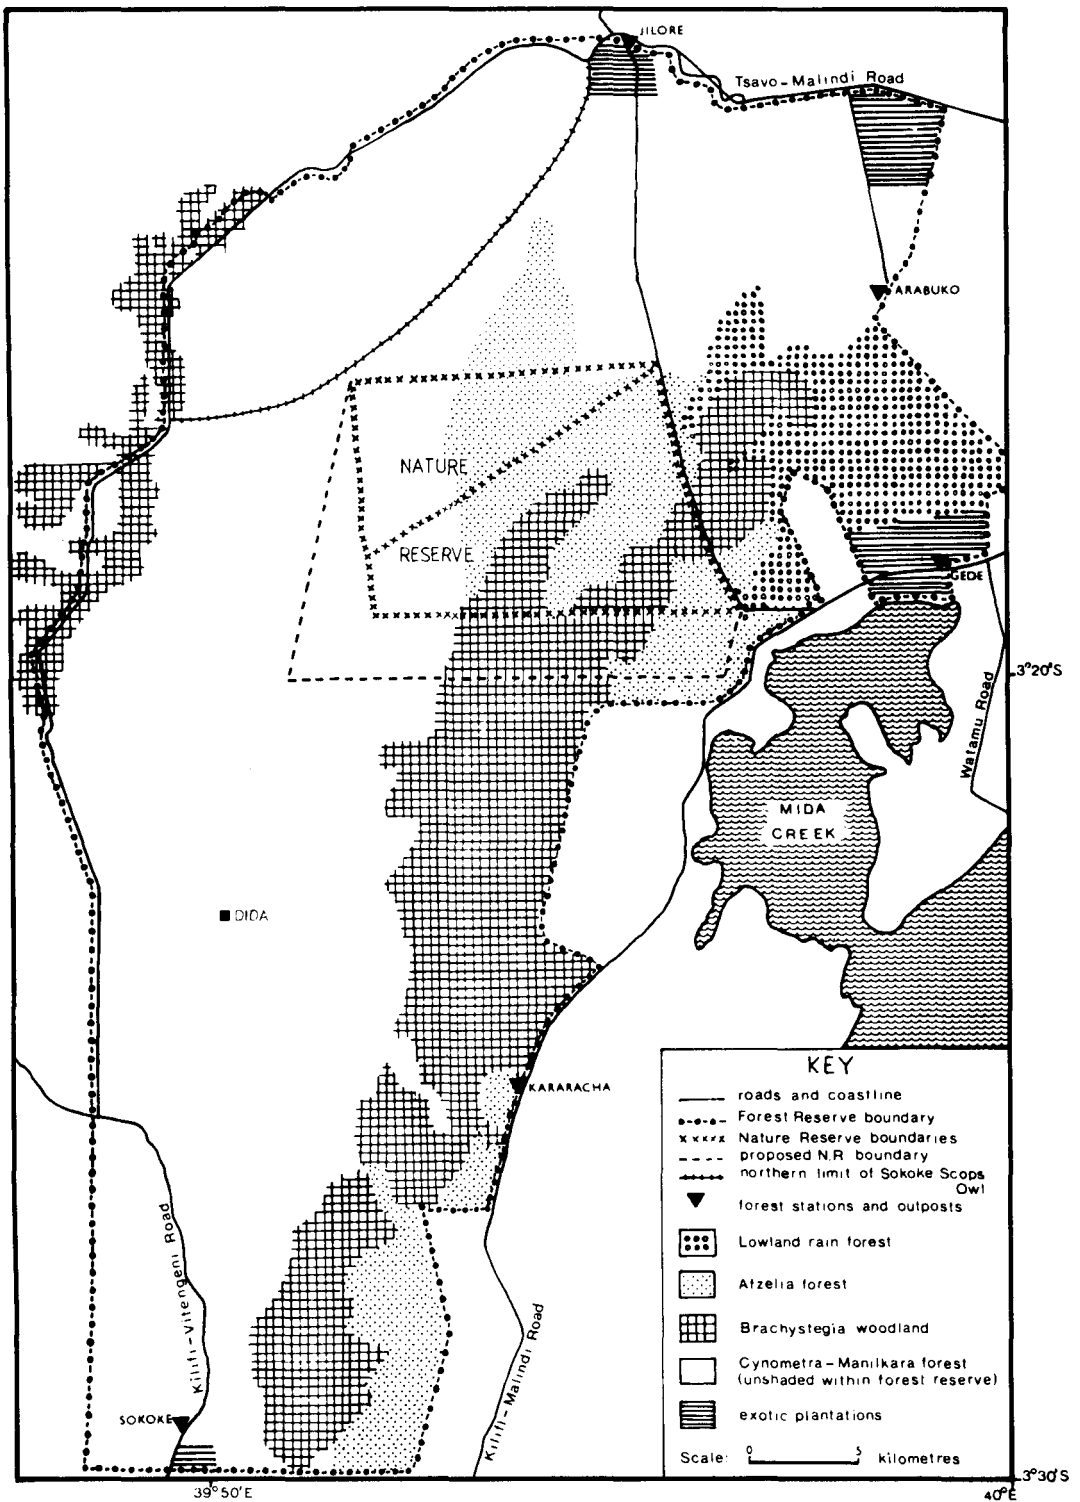 JILORE
Tsavo-Malindi Road
ARABUKO
NATURE
RESERVE
GEDE
3°20'S
Watamu Road
MIDA
CREEK
DIDA
KARARACHA
Kilifi-Vitengeni Road
Kilifi-Malindi Road
SOKOKE
KEY
roads and coastline
Forest Reserve boundary
Nature Reserve boundaries
proposed N.R boundary
northern limit of Sokoke Scops
Owl
forest stations and outposts
Lowland rain forest
Afzelia forest
Brachystegia woodland
Cynometra-Manilkara forest
(unshaded within forest reserve)
exotic plantations
Scale: 0 5 kilometres
3°30'S
39°50'E
40°E